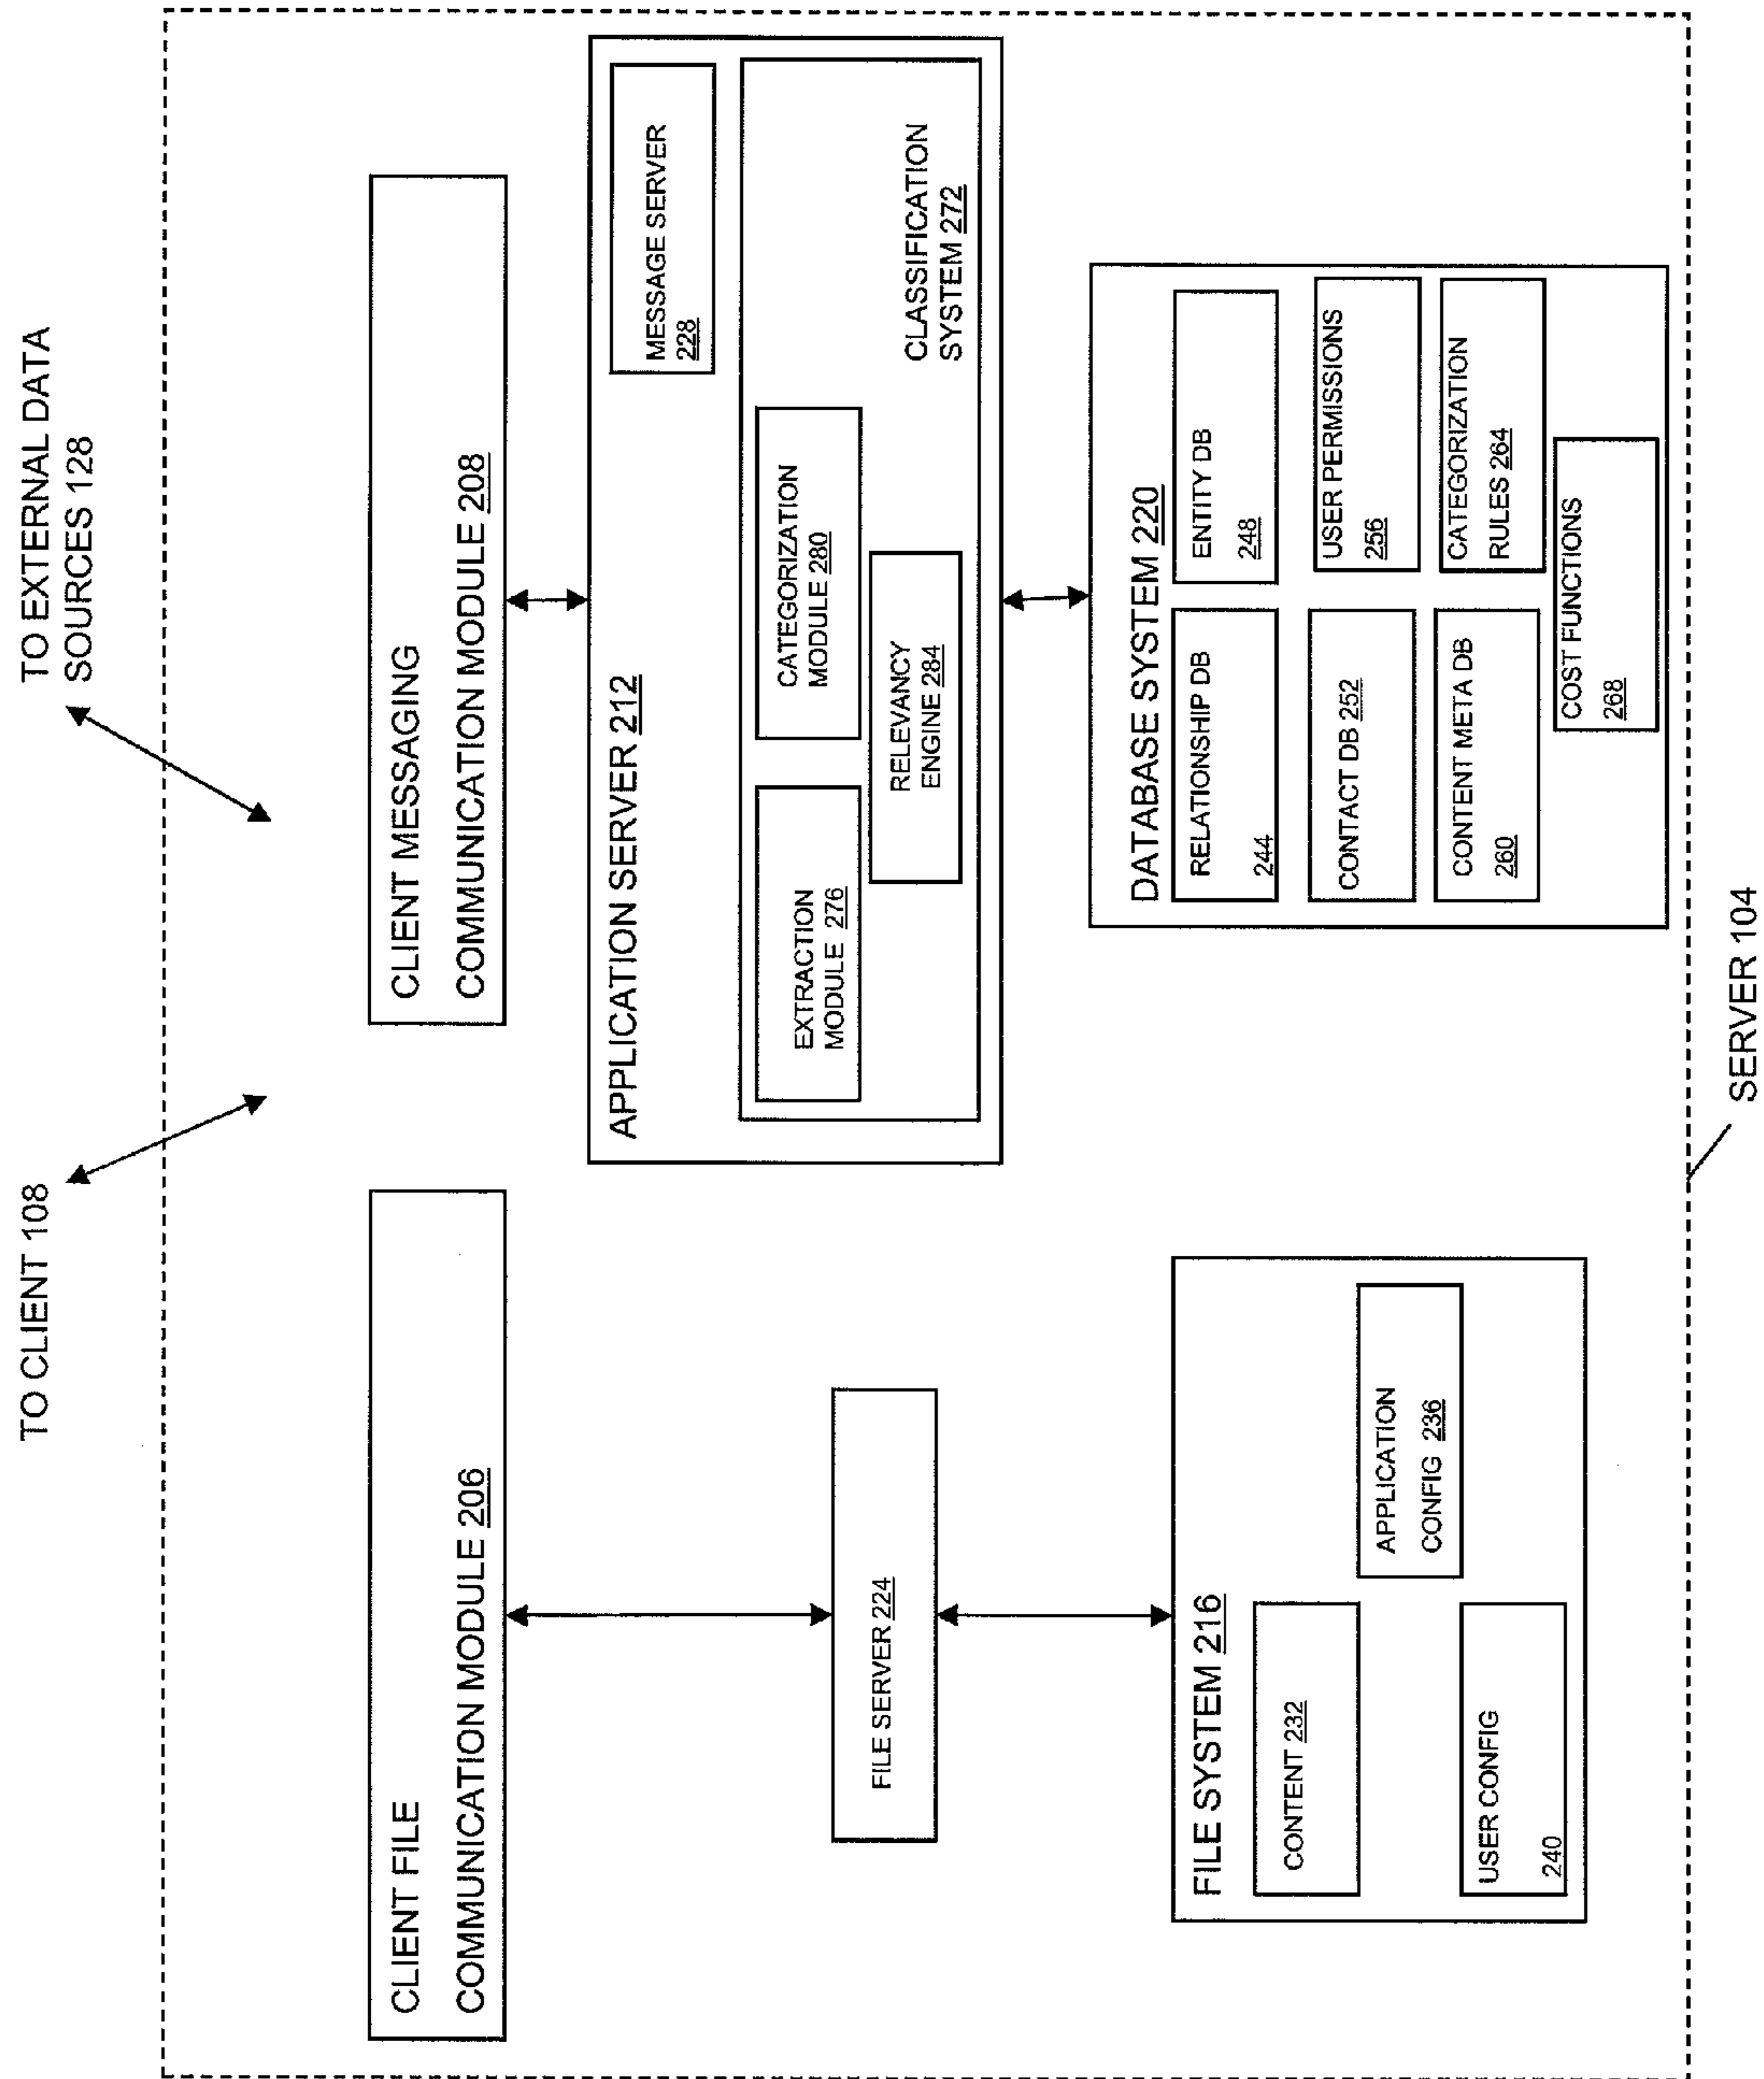 TO CLIENT 108
TO EXTERNAL DATA
SOURCES 128
CLIENT FILE
COMMUNICATION MODULE 206
CLIENT MESSAGING
COMMUNICATION MODULE 208
APPLICATION SERVER 212
MESSAGE SERVER
228
EXTRACTION
MODULE 276
CATEGORIZATION
MODULE 280
RELEVANCY
ENGINE 284
CLASSIFICATION
SYSTEM 272
FILE SERVER 224
FILE SYSTEM 216
CONTENT 232
APPLICATION
CONFIG 236
USER CONFIG
240
DATABASE SYSTEM 220
RELATIONSHIP DB
244
ENTITY DB
248
CONTACT DB 252
USER PERMISSIONS
256
CONTENT META DB
260
CATEGORIZATION
RULES 264
COST FUNCTIONS
268
SERVER 104